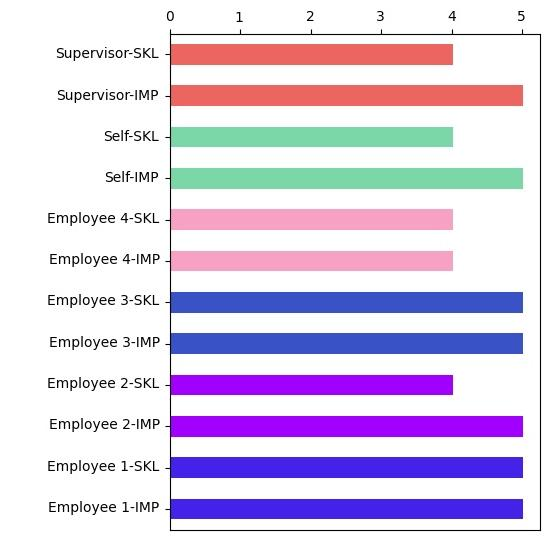 0 1 2 3 4 5
Supervisor-SKL
Supervisor-IMP
Self-SKL
Self-IMP
Employee 4-SKL
Employee 4-IMP
Employee 3-SKL
Employee 3-IMP
Employee 2-SKL
Employee 2-IMP
Employee 1-SKL
Employee 1-IMP